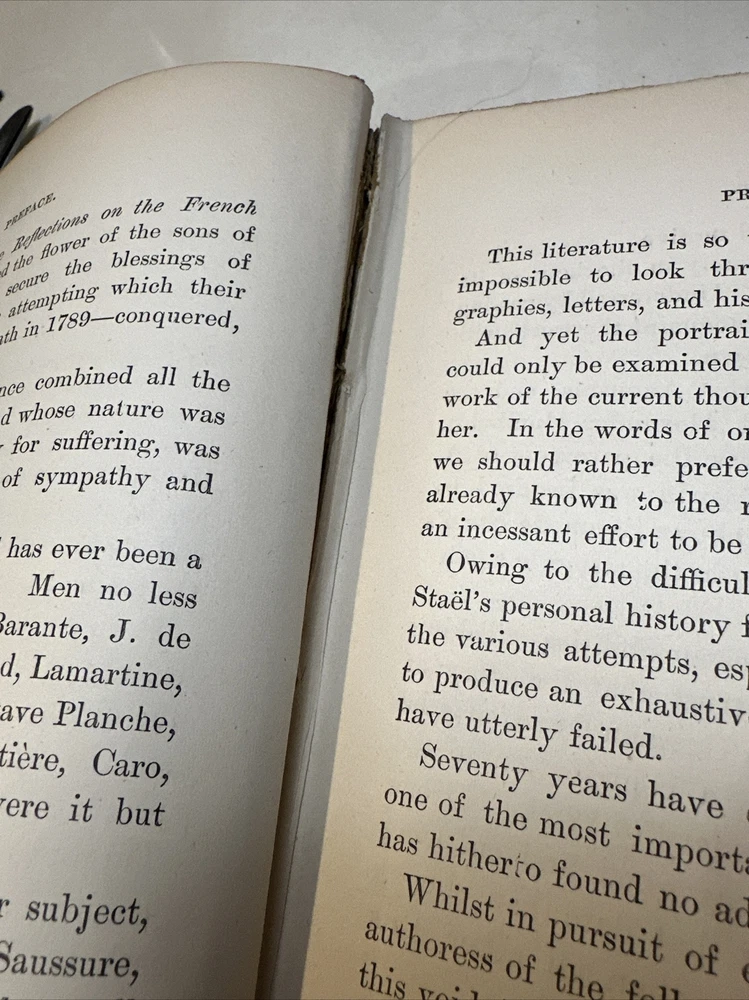 PREFACE.
Reflections on the French
the flower of the sons of
secure the blessings of
attempting which their
in 1789—conquered,
combined all the
whose nature was
for suffering, was
of sympathy and
has ever been a
Men no less
Barante, J. de
Lamartine,
Planche,
Caro,
were it but
subject,
Saussure,
PR
This literature is so
impossible to look thr
graphies, letters, and his
And yet the portrai
could only be examined
work of the current thou
her. In the words of
we should rather prefe
already known to the
an incessant effort to be
Owing to the difficul
Staël's personal history
the various attempts, esp
to produce an exhaustiv
have utterly failed.
Seventy years have
one of the most importa
has hitherto found no ad
Whilst in pursuit of
authoress of the
this